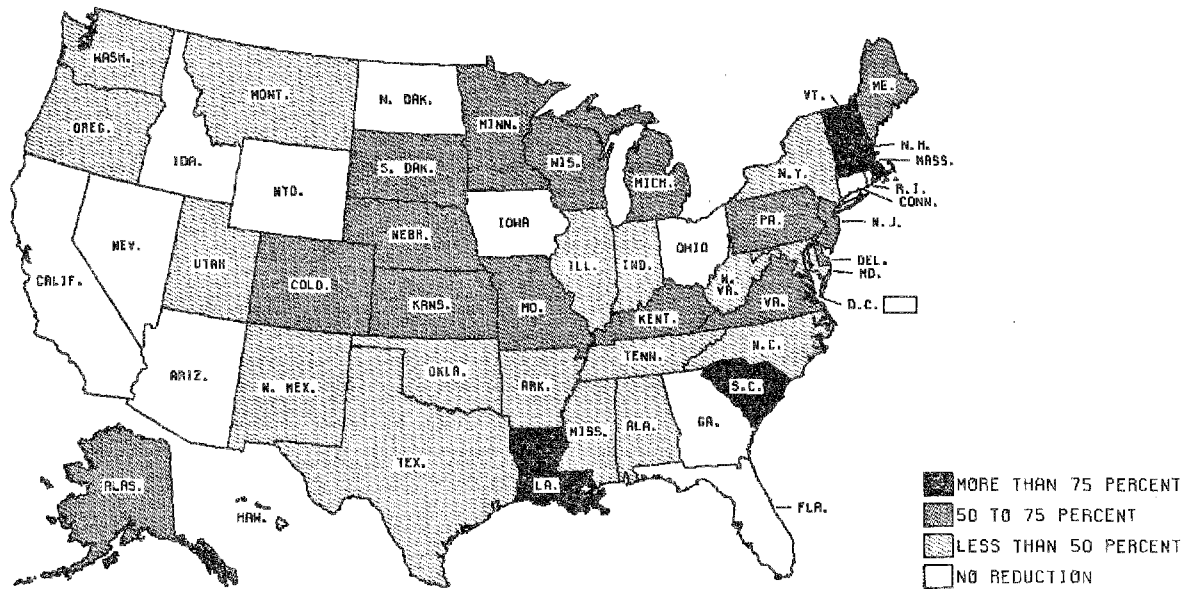 WASH.
MONT.
N. DAK.
MINN.
VT.
ME.
OREG.
IDA.
S. DAK.
WIS.
MICH.
N.H.
MASS.
N.Y.
WYO.
R.I.
CONN.
NEV.
NEBR.
IOWA
PA.
N.J.
OHIO
UTAH
ILL.
IND.
DEL.
MD.
CALIF.
COLO.
KANS.
MO.
W. VA.
VA.
D.C.
KENT.
N.C.
TENN.
ARIZ.
N. MEX.
OKLA.
ARK.
S.C.
MISS.
ALA.
GA.
TEX.
LA.
ALAS.
HAW.
FLA.
MORE THAN 75 PERCENT
50 TO 75 PERCENT
LESS THAN 50 PERCENT
NO REDUCTION